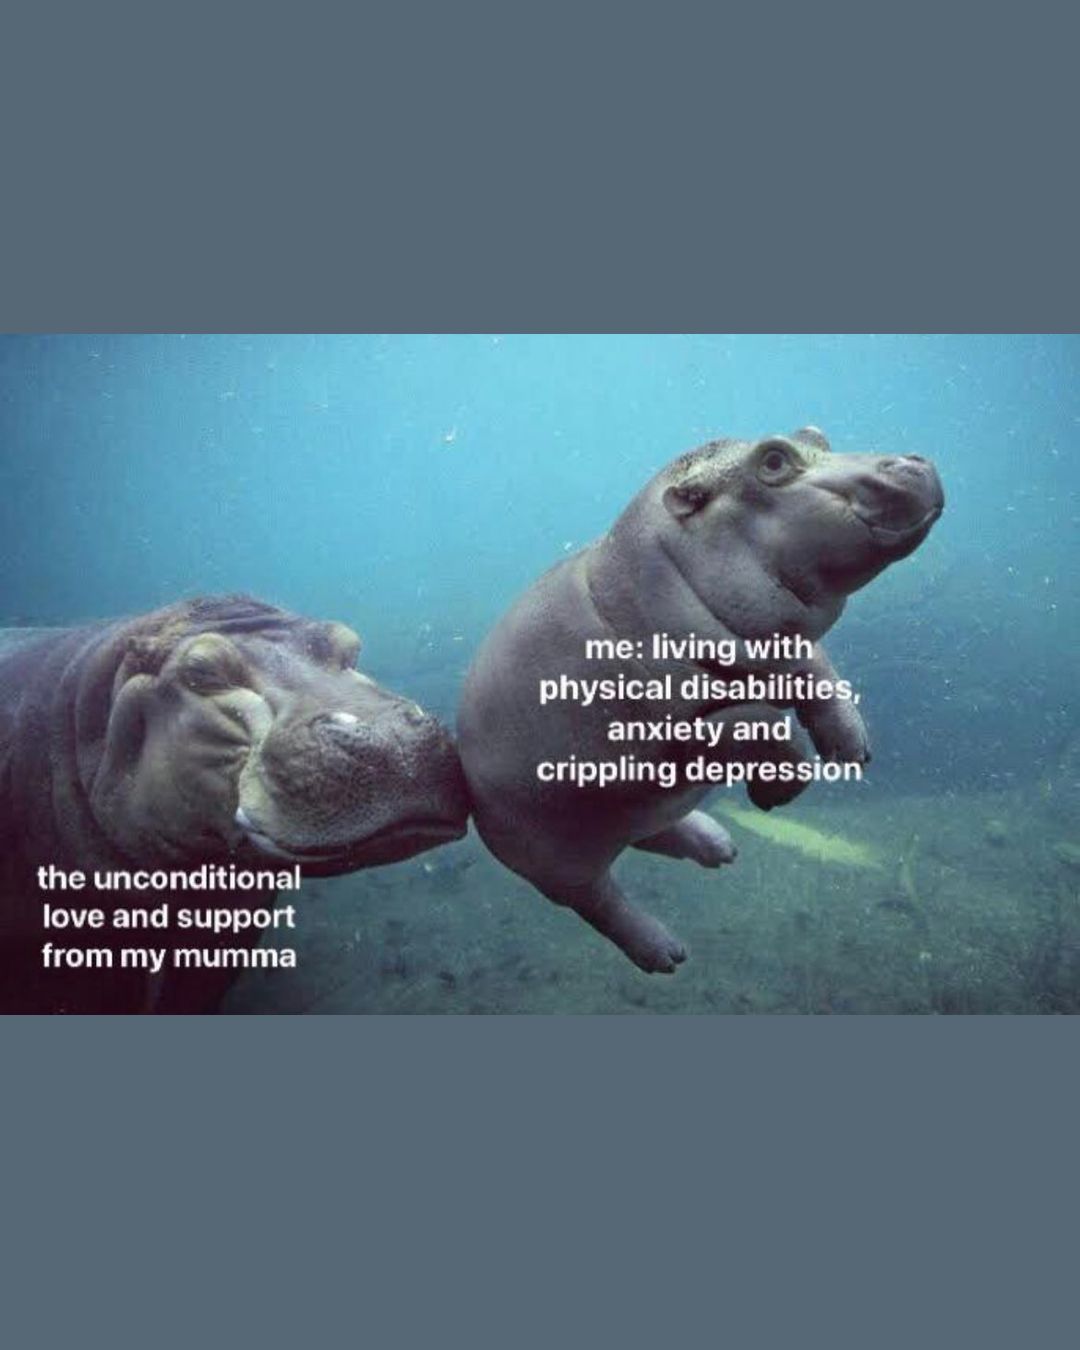 me: living with
physical disabilities,
anxiety and
crippling depression
the unconditional
love and support
from my mumma